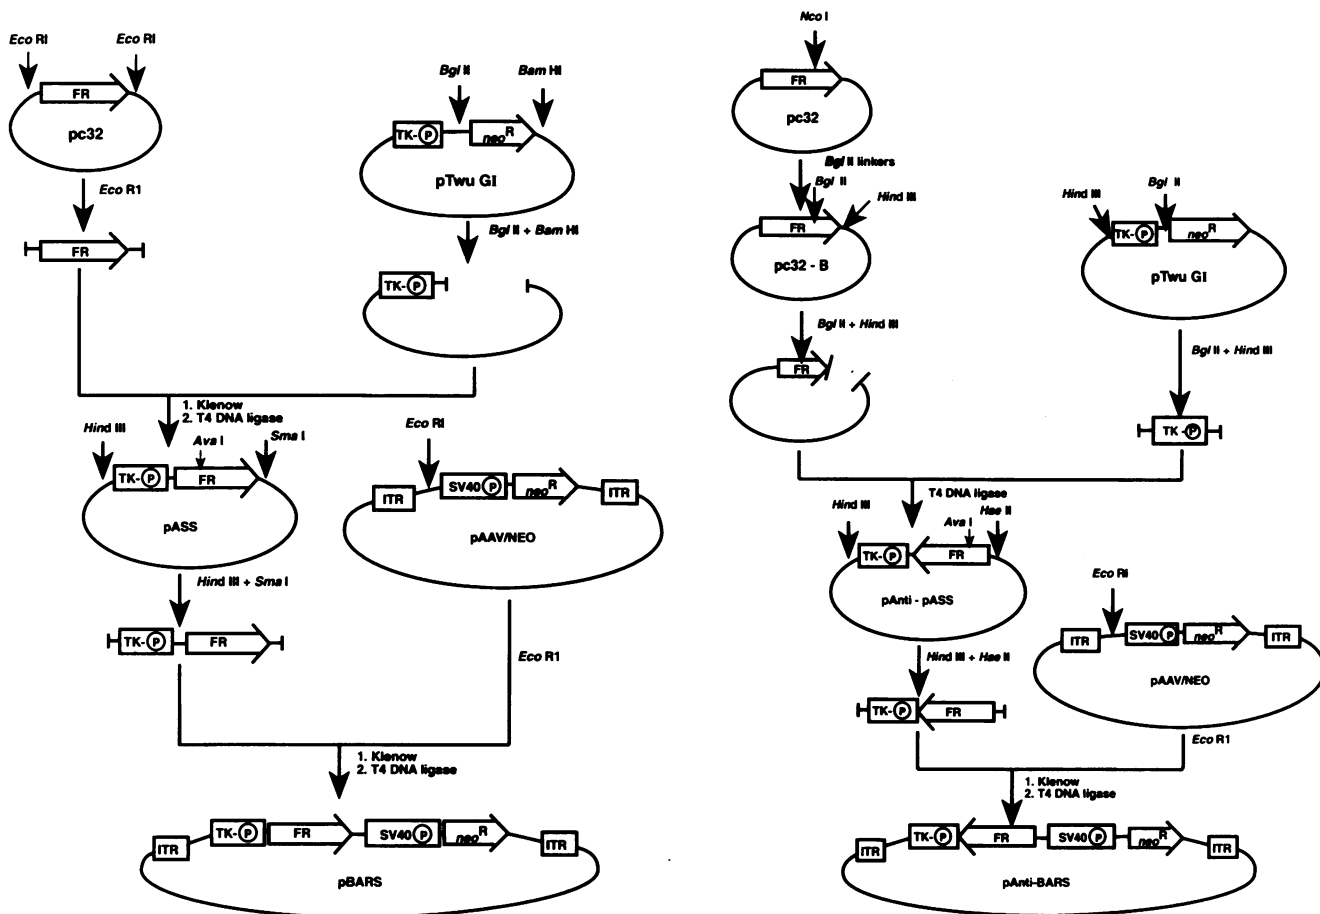 Eco RI
Eco RI
FR
pc32
Eco R1
FR
Bgl II
Bam HI
TK-P
neoR
pTwu GI
Bgl II + Bam HI
TK-P
1. Klenow
2. T4 DNA ligase
Hind III
Ava I
Sma I
TK-P
FR
pASS
Hind III + Sma I
TK-P
FR
Eco RI
ITR
SV40 P
neoR
ITR
pAAV/NEO
Eco R1
1. Klenow
2. T4 DNA ligase
ITR
TK-P
FR
SV40 P
neoR
ITR
pBARS
Nco I
FR
pc32
Bgl II linkers
Bgl II
Hind III
FR
pc32 - B
Bgl II + Hind III
FR
Hind III
Bgl II
TK-P
neoR
pTwu GI
Bgl II + Hind III
TK-P
T4 DNA ligase
Hind III
Ava I
Hae II
TK-P
FR
pAnti - pASS
Hind III + Hae II
TK-P
FR
Eco RI
ITR
SV40 P
neoR
ITR
pAAV/NEO
Eco R1
1. Klenow
2. T4 DNA ligase
ITR
TK-P
FR
SV40 P
neoR
ITR
pAnti-BARS